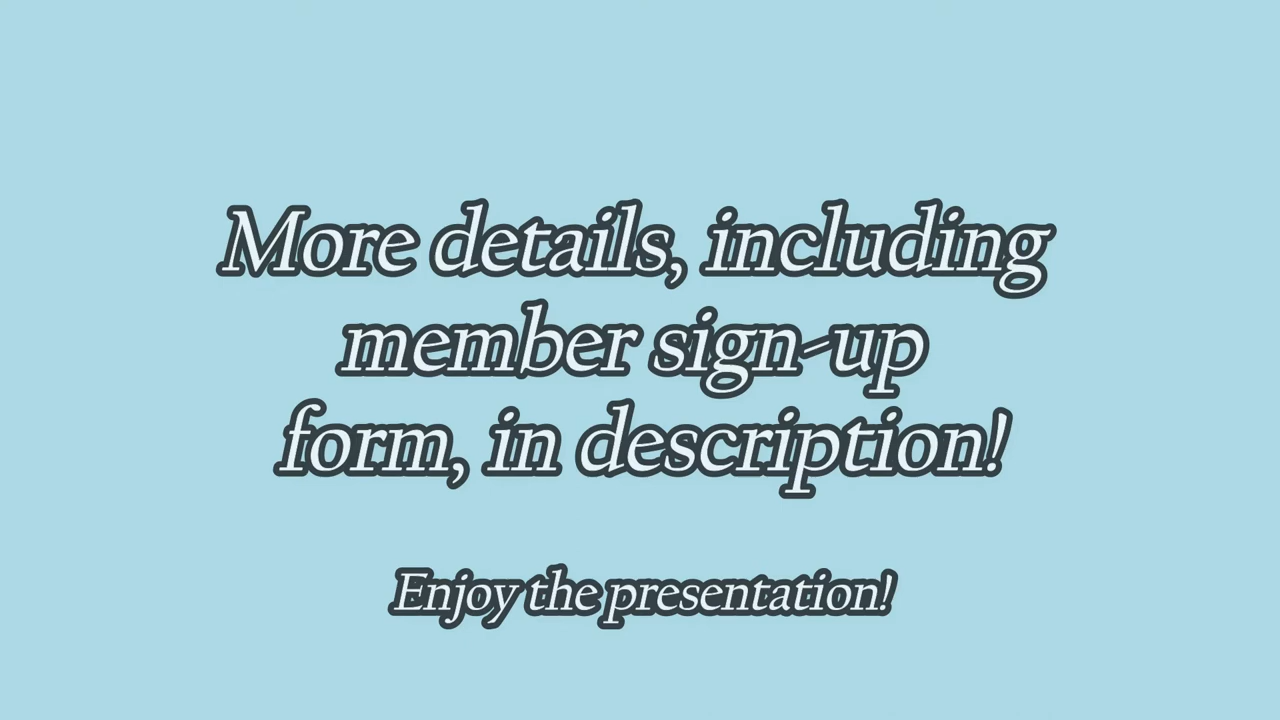 More details, including
member sign-up
form, in description!
Enjoy the presentation!